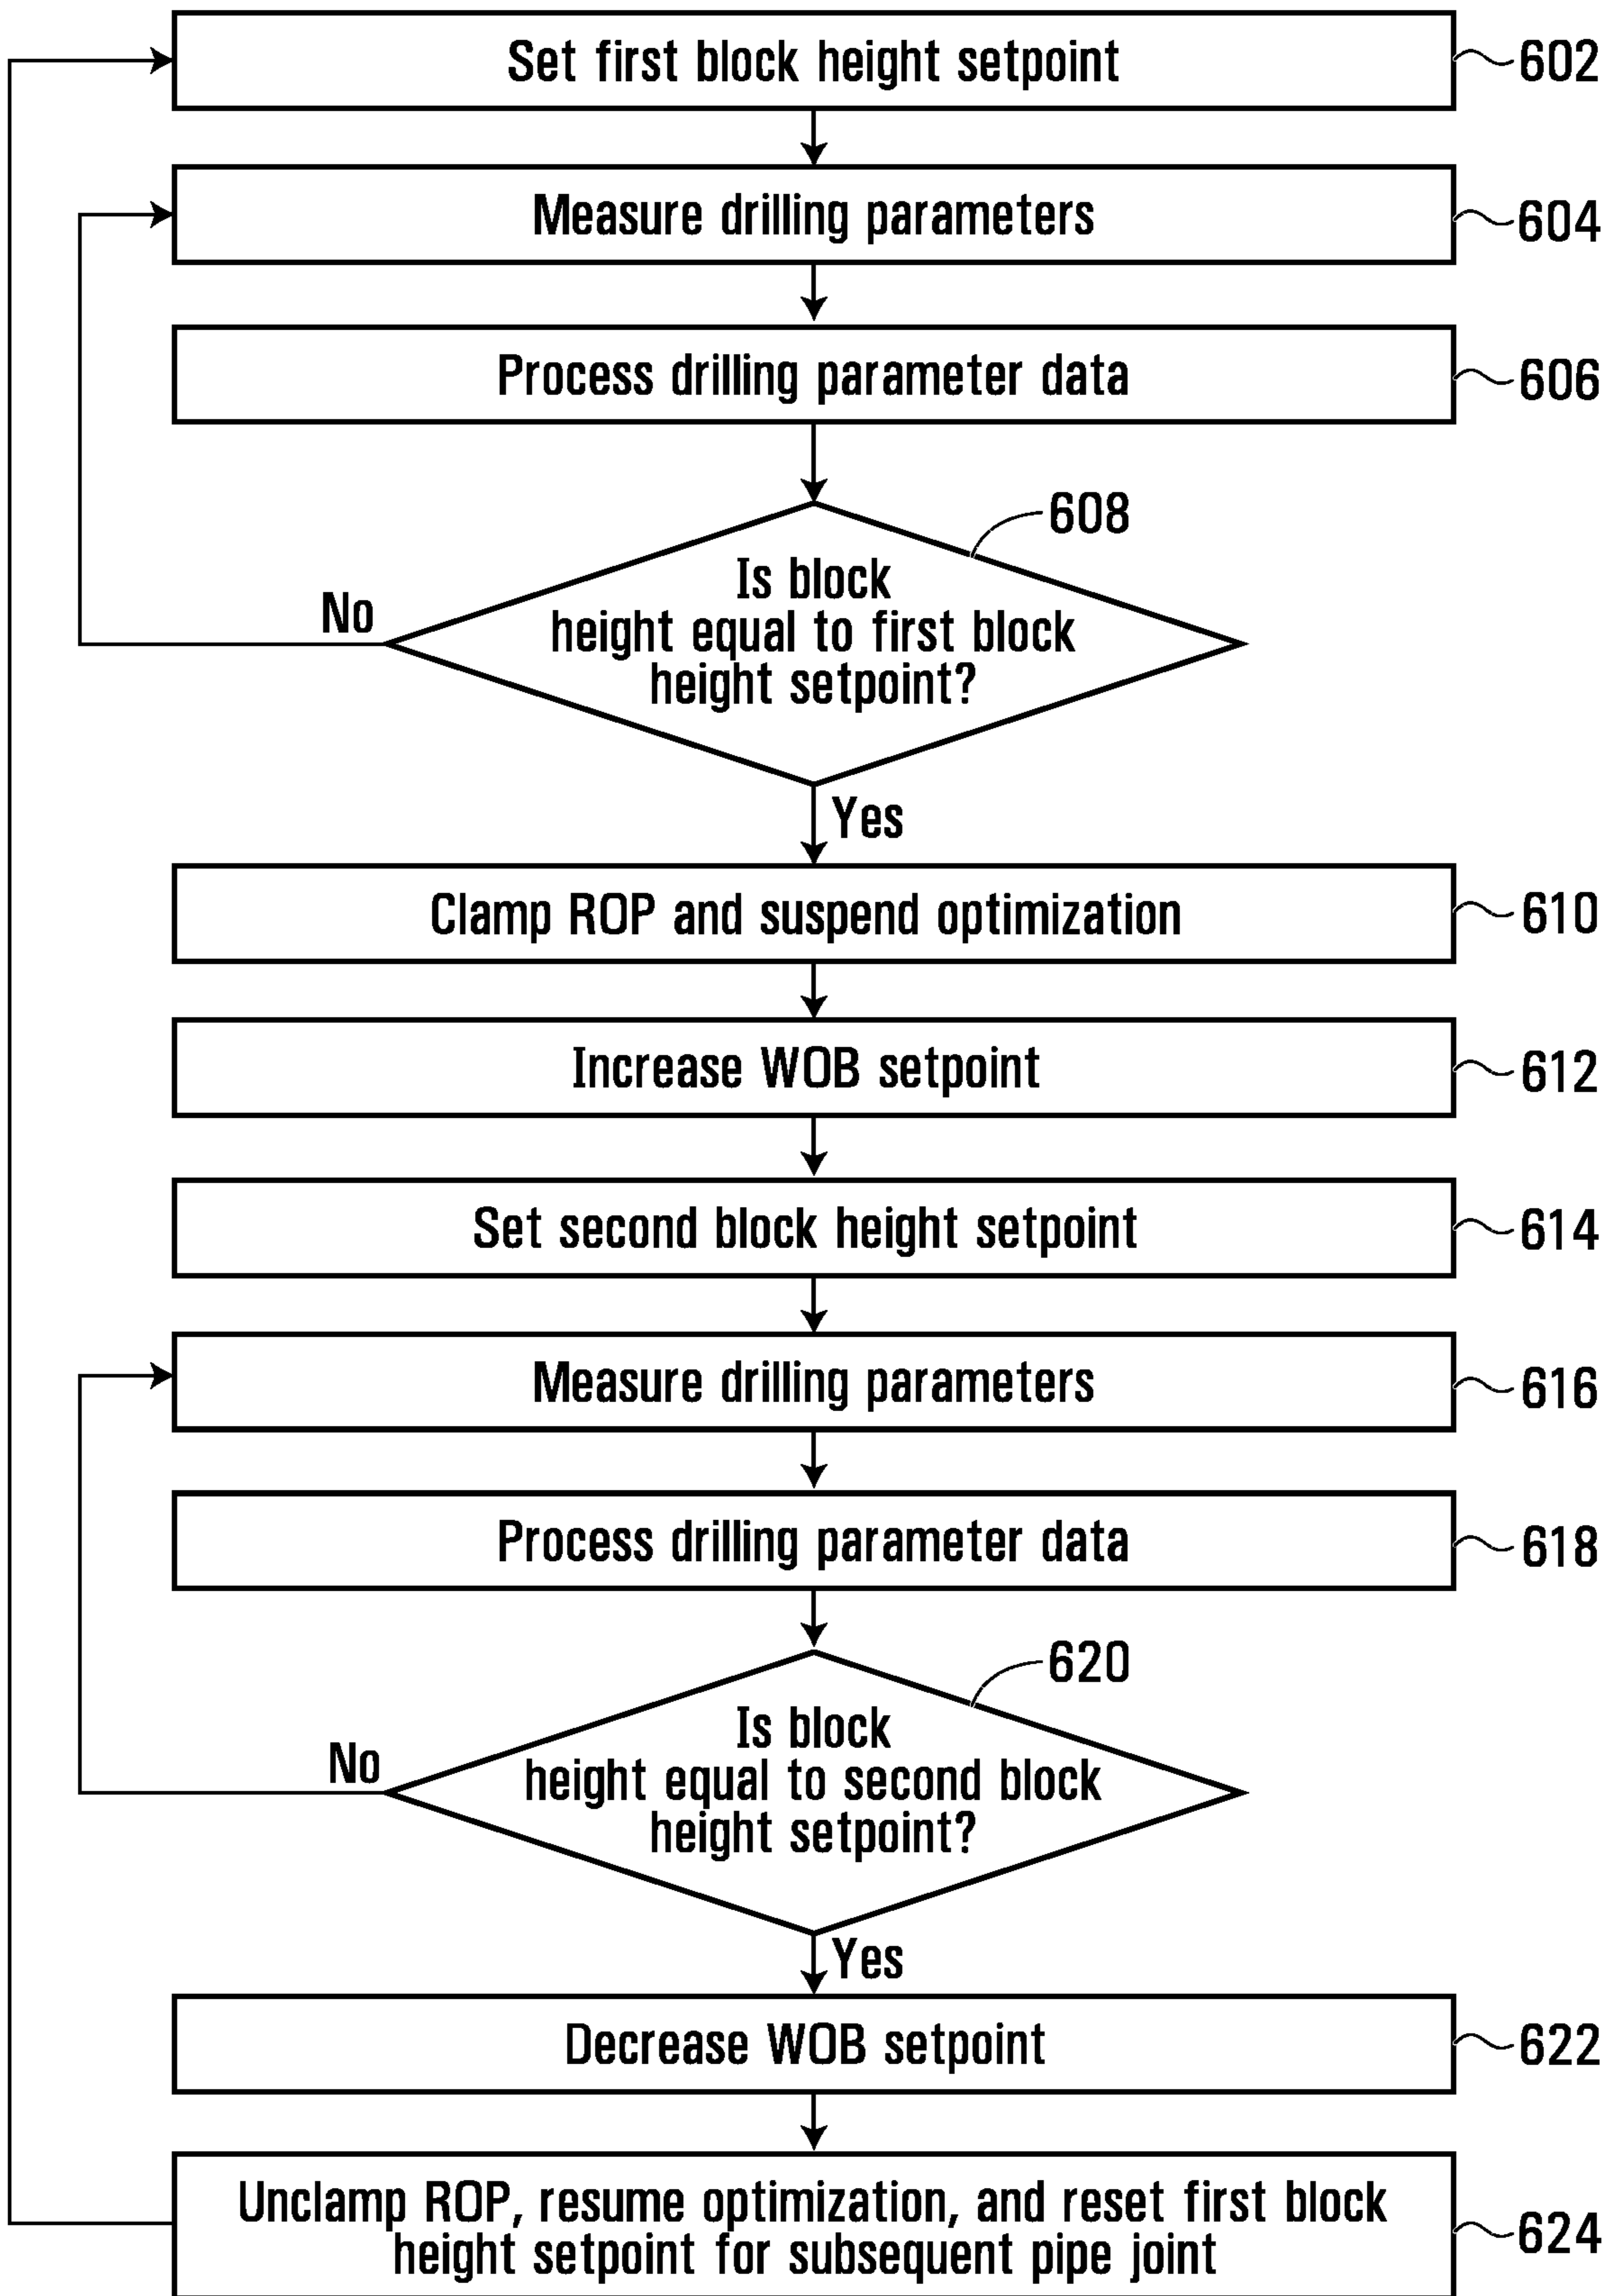 Set first block height setpoint
602
Measure drilling parameters
604
Process drilling parameter data
606
608
Is block
height equal to first block
height setpoint?
No
Yes
Clamp ROP and suspend optimization
610
Increase WOB setpoint
612
Set second block height setpoint
614
Measure drilling parameters
616
Process drilling parameter data
618
620
Is block
height equal to second block
height setpoint?
No
Yes
Decrease WOB setpoint
622
Unclamp ROP, resume optimization, and reset first block
height setpoint for subsequent pipe joint
624